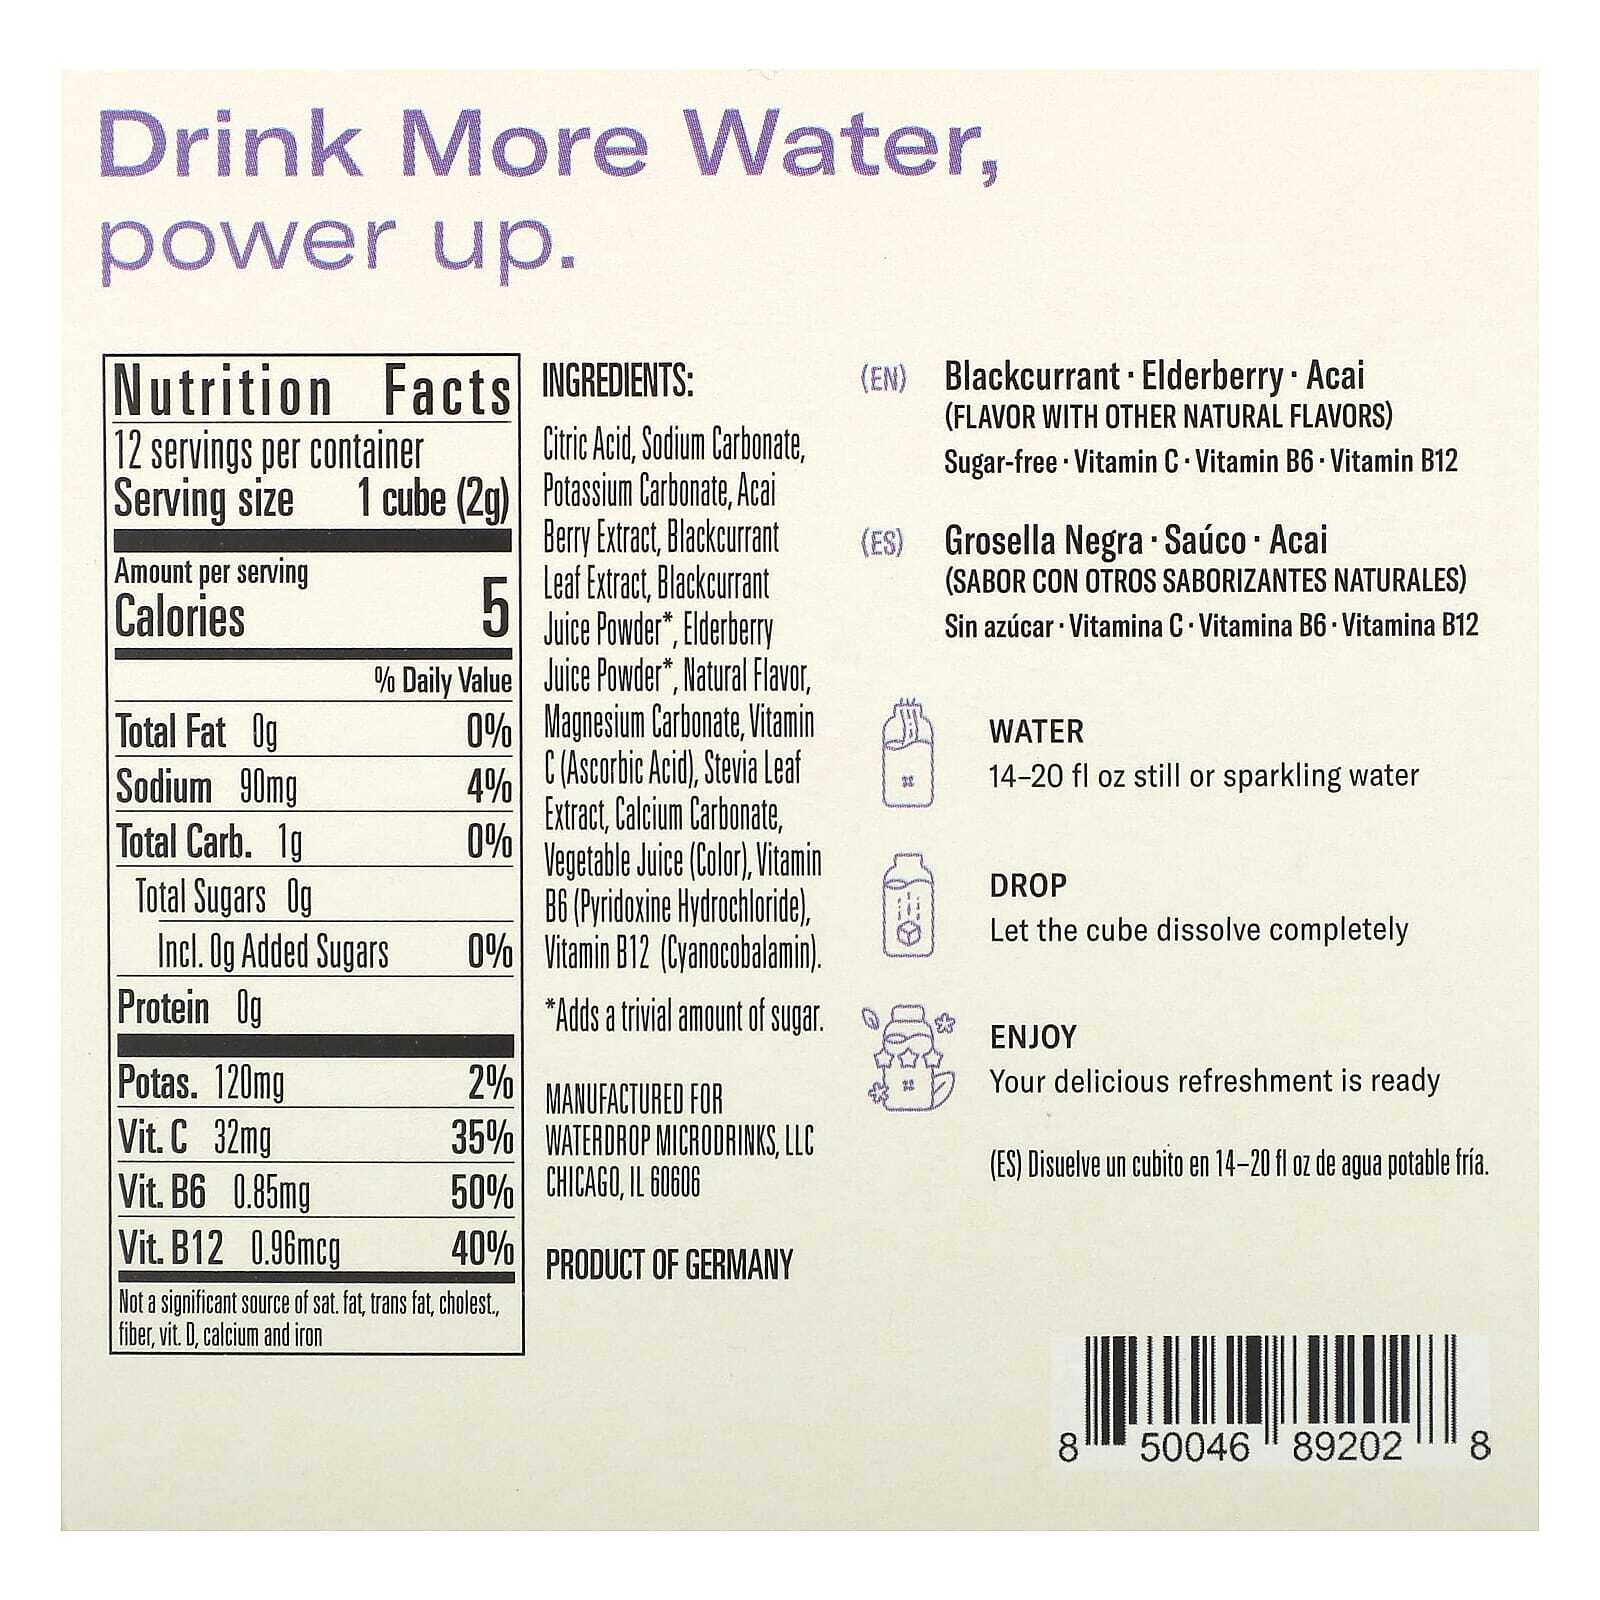 Drink More Water,
power up.
Nutrition Facts
12 servings per container
Serving size 1 cube (2g)
Amount per serving
Calories 5
% Daily Value
Total Fat 0g 0%
Sodium 90mg 4%
Total Carb. 1g 0%
Total Sugars 0g
Incl. 0g Added Sugars 0%
Protein 0g
Potas. 120mg 2%
Vit. C 32mg 35%
Vit. B6 0.85mg 50%
Vit. B12 0.96mcg 40%
Not a significant source of sat. fat, trans fat, cholest.,
fiber, vit. D, calcium and iron
INGREDIENTS:
Citric Acid, Sodium Carbonate,
Potassium Carbonate, Acai
Berry Extract, Blackcurrant
Leaf Extract, Blackcurrant
Juice Powder*, Elderberry
Juice Powder*, Natural Flavor,
Magnesium Carbonate, Vitamin
C (Ascorbic Acid), Stevia Leaf
Extract, Calcium Carbonate,
Vegetable Juice (Color), Vitamin
B6 (Pyridoxine Hydrochloride),
Vitamin B12 (Cyanocobalamin).
*Adds a trivial amount of sugar.
MANUFACTURED FOR
WATERDROP MICRODRINKS, LLC
CHICAGO, IL 60606
PRODUCT OF GERMANY
(EN) Blackcurrant · Elderberry · Acai
(FLAVOR WITH OTHER NATURAL FLAVORS)
Sugar-free · Vitamin C · Vitamin B6 · Vitamin B12
(ES) Grosella Negra · Saúco · Acai
(SABOR CON OTROS SABORIZANTES NATURALES)
Sin azúcar · Vitamina C · Vitamina B6 · Vitamina B12
WATER
14–20 fl oz still or sparkling water
DROP
Let the cube dissolve completely
ENJOY
Your delicious refreshment is ready
(ES) Disuelve un cubito en 14–20 fl oz de agua potable fría.
8 50046 89202 8